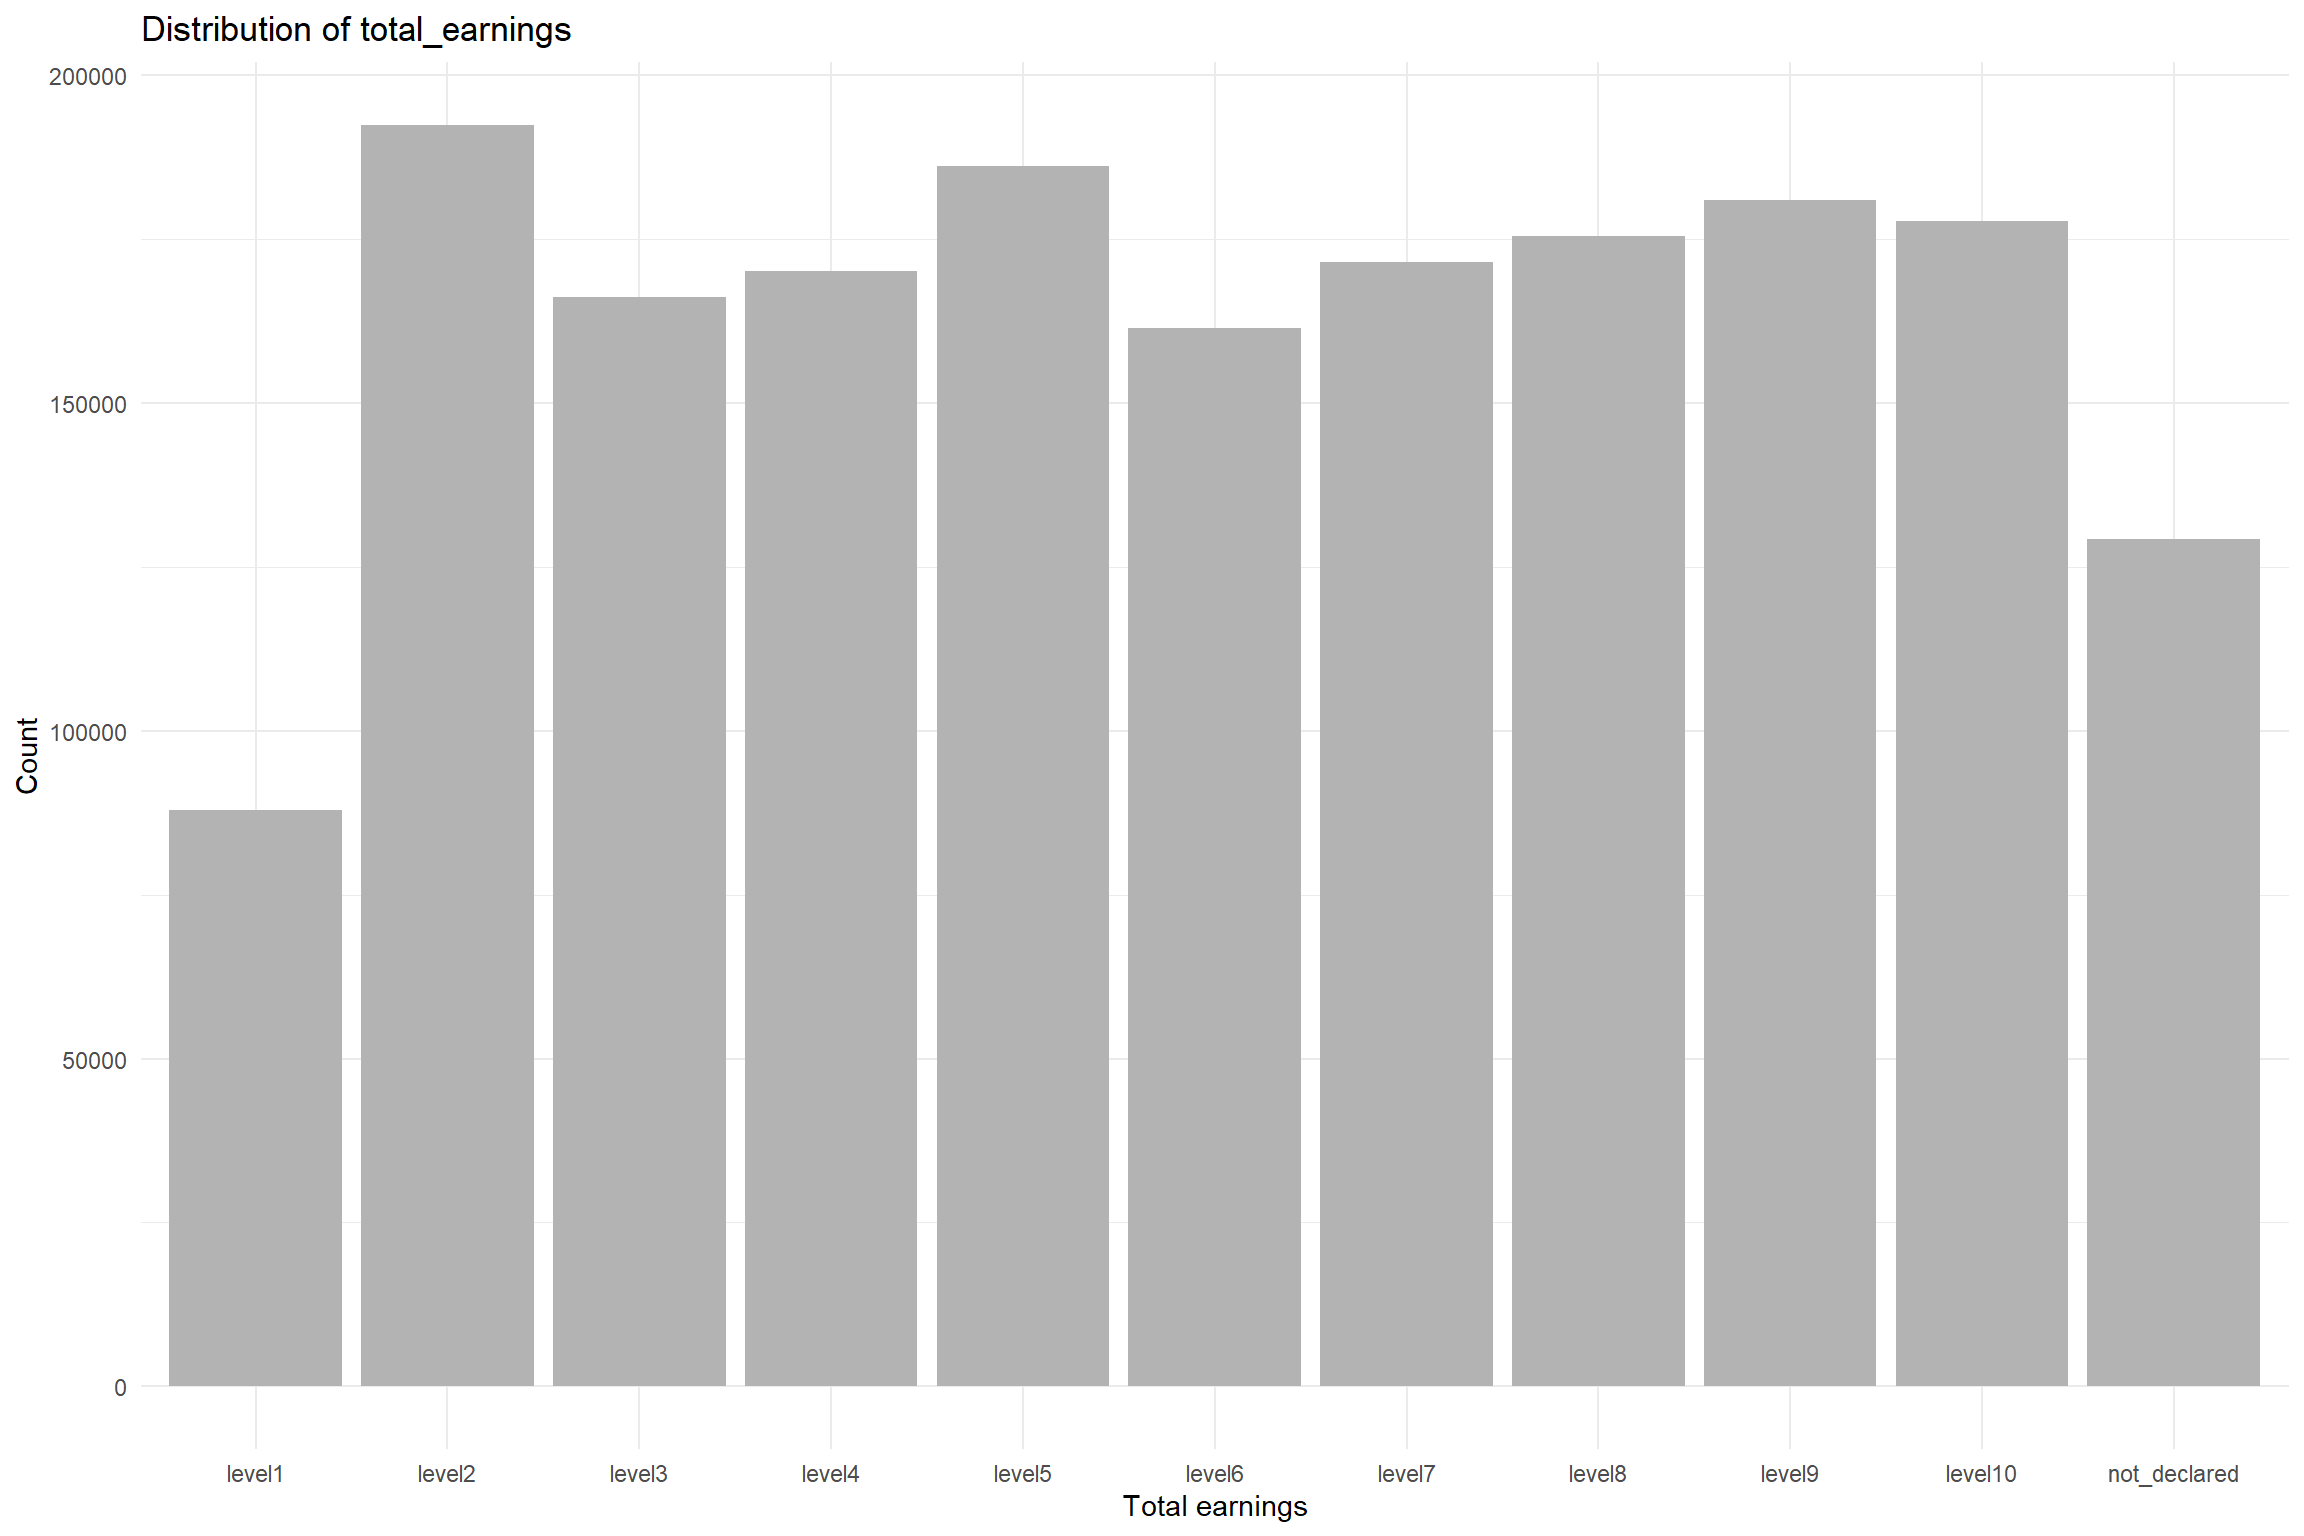 Distribution of total_earnings
200000
150000
100000
50000
0
Count
level1 level2 level3 level4 level5 level6 level7 level8 level9 level10 not_declared
Total earnings